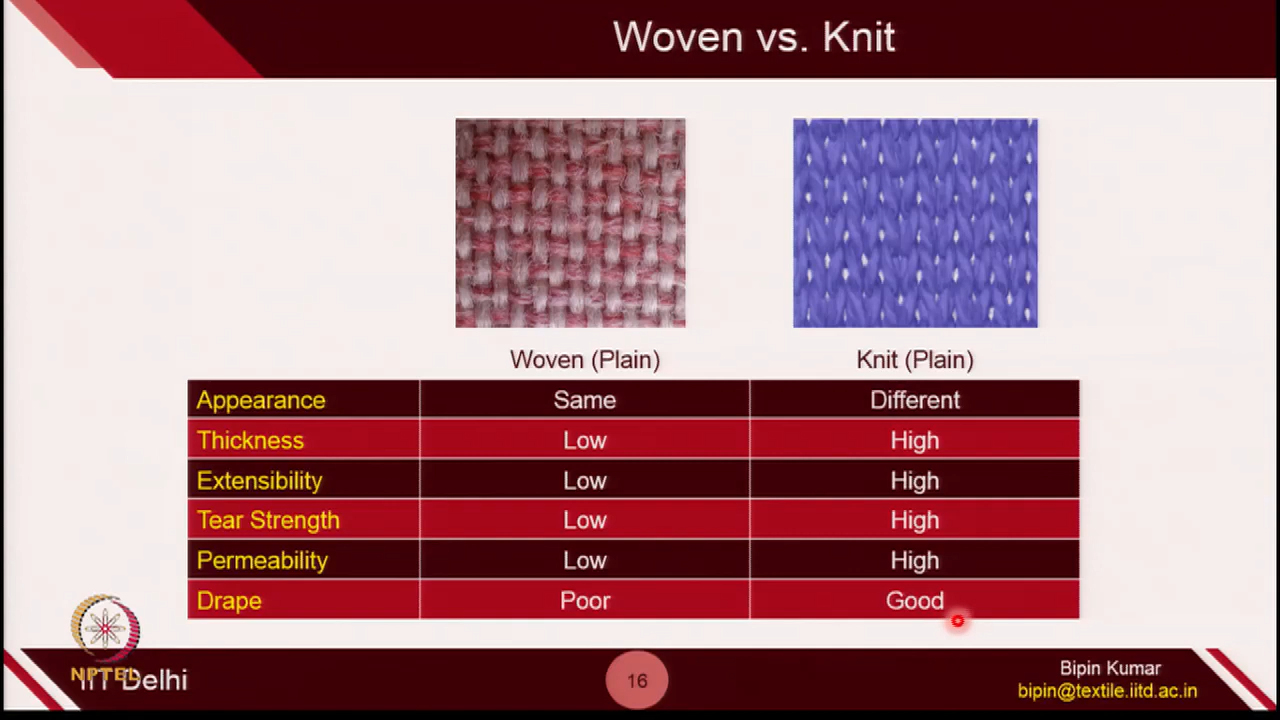 Woven vs. Knit
Woven (Plain) Knit (Plain)
Appearance Same Different
Thickness Low High
Extensibility Low High
Tear Strength Low High
Permeability Low High
Drape Poor Good
NPTEL
IIT Delhi
16
Bipin Kumar
bipin@textile.iitd.ac.in